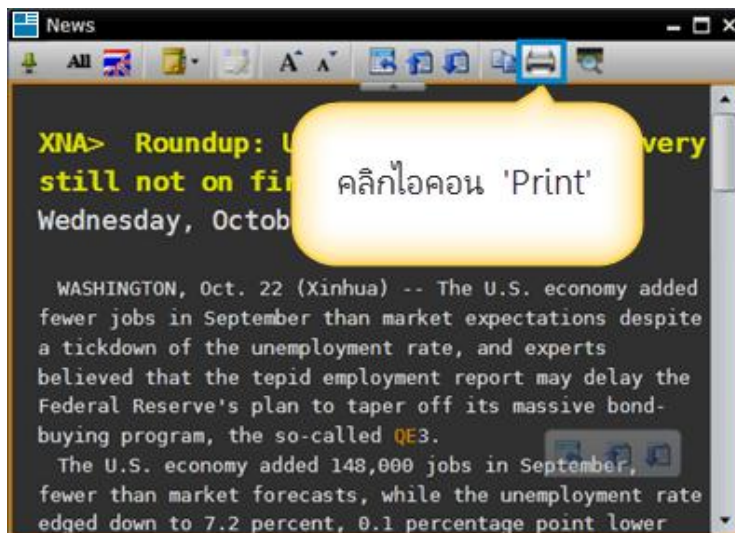 News
All
A A
XNA> Roundup: U very
still not on fir
Wednesday, Octob
คลิกไอคอน 'Print'
WASHINGTON, Oct. 22 (Xinhua) -- The U.S. economy added
fewer jobs in September than market expectations despite
a tickdown of the unemployment rate, and experts
believed that the tepid employment report may delay the
Federal Reserve's plan to taper off its massive bond-
buying program, the so-called QE3.
The U.S. economy added 148,000 jobs in September,
fewer than market forecasts, while the unemployment rate
edged down to 7.2 percent, 0.1 percentage point lower